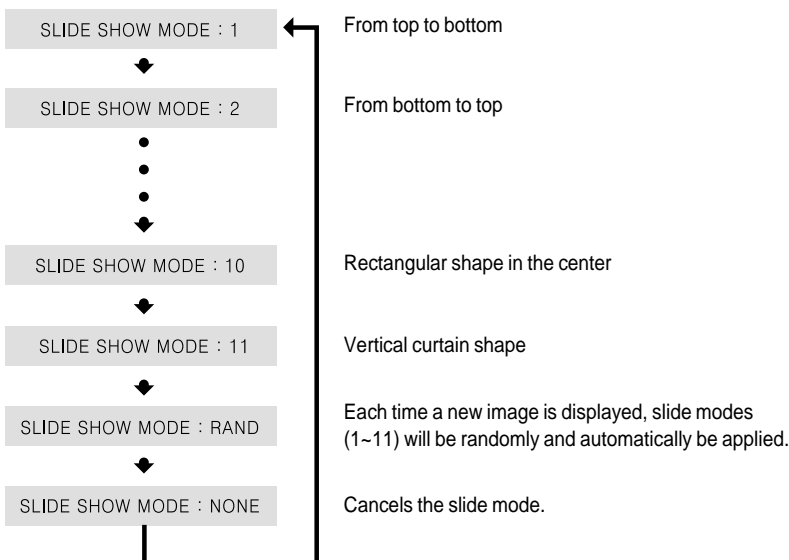 SLIDE SHOW MODE : 1
From top to bottom
SLIDE SHOW MODE : 2
From bottom to top
SLIDE SHOW MODE : 10
Rectangular shape in the center
SLIDE SHOW MODE : 11
Vertical curtain shape
SLIDE SHOW MODE : RAND
Each time a new image is displayed, slide modes
(1~11) will be randomly and automatically be applied.
SLIDE SHOW MODE : NONE
Cancels the slide mode.